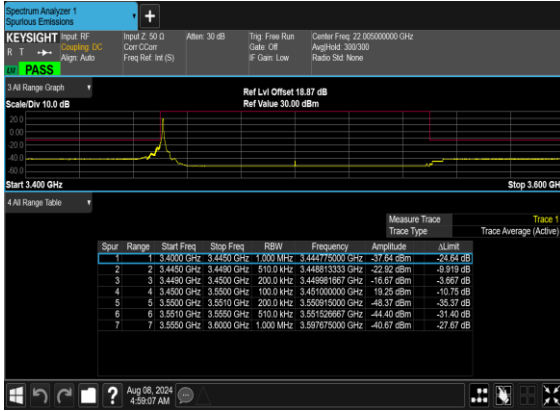 Spectrum Analyzer 1
Spurious Emissions
+
KEYSIGHT Input: RF Input Z: 50 Ω Atten: 30 dB Trig: Free Run Center Freq: 22.005000000 GHz
R T Coupling: DC Corr CCorr Gate: Off Avg|Hold: 300/300
Align: Auto Freq Ref: Int (S) IF Gain: Low Radio Std: None
PASS
3 All Range Graph Ref Lvl Offset 18.87 dB
Scale/Div 10.0 dB Ref Value 30.00 dBm
20.0
0.00
-20.0
-40.0
-60.0
Start 3.400 GHz Stop 3.600 GH
4 All Range Table
Measure Trace Trace 1
Trace Type Trace Average (Active)
Spur Range Start Freq Stop Freq RBW Frequency Amplitude ΔLimit
1 1 3.4000 GHz 3.4450 GHz 1.000 MHz 3.444775000 GHz -37.64 dBm -24.64 dB
2 2 3.4450 GHz 3.4490 GHz 510.0 kHz 3.448813333 GHz -22.92 dBm -9.919 dB
3 3 3.4490 GHz 3.4500 GHz 200.0 kHz 3.449981667 GHz -16.67 dBm -3.667 dB
4 4 3.4500 GHz 3.5500 GHz 100.0 kHz 3.451000000 GHz 19.25 dBm -10.75 dB
5 5 3.5500 GHz 3.5510 GHz 200.0 kHz 3.550915000 GHz -48.37 dBm -35.37 dB
6 6 3.5510 GHz 3.5550 GHz 510.0 kHz 3.551526667 GHz -44.40 dBm -31.40 dB
7 7 3.5550 GHz 3.6000 GHz 1.000 MHz 3.597675000 GHz -40.67 dBm -27.67 dB
? Aug 08, 2024
4:59:07 AM